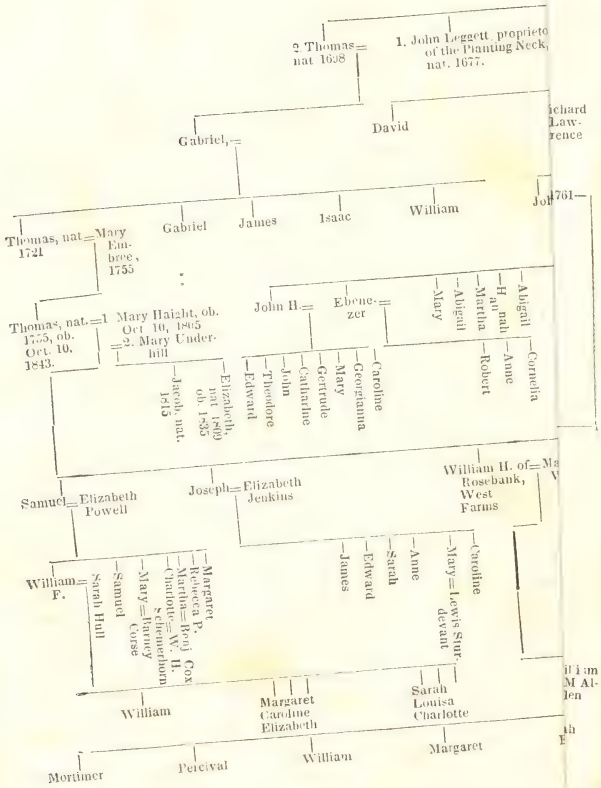 2. Thomas=
nat 1698
1. John Leggett, proprieto
of the Planting Neck,
nat. 1677.
Gabriel,=
David
ichard
Law-
rence
Thomas, nat=Mary
1721
Em-
bree,
1755
Gabriel
James
Isaac
William
Joh
1761—
Thomas, nat.=1 Mary Haight, ob.
1755, ob.
Oct. 10, 1805
Oct. 10,
=2. Mary Under-
1843.
hill
John H.=
Ebene-
zer
Mary
Abigail
Martha
Hannah
Abigail
Jacob, nat.
1815
Elizabeth,
nat 1809
ob. 1835
Edward
Theodore
John
Catharine
Gertrude
Mary
Georgianna
Caroline
Robert
Anne
Cornelia
Samuel=Elizabeth
Powell
Joseph=Elizabeth
Jenkins
William H. of=Ma
Rosebank,
West
Farms
William=
F.
Sarah Hull
Samuel
Mary=Barney
Corse
Charlotte=W. H.
Schemerhorn
Martha=Benj Cox
Rebecca P.
Margaret
James
Edward
Sarah
Anne
Mary=Lewis Stur-
devant
Caroline
William
Margaret
Caroline
Elizabeth
Sarah
Louisa
Charlotte
illiam
M Al-
len
Mortimer
Percival
William
Margaret
th